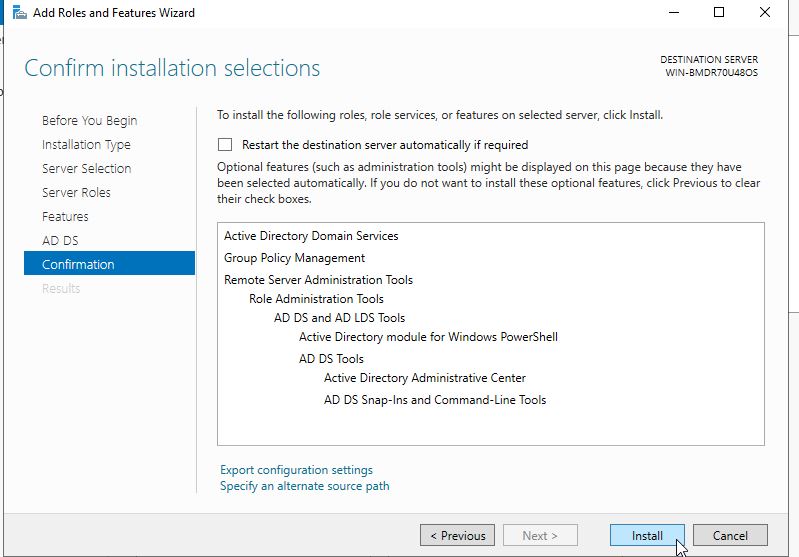 Add Roles and Features Wizard
Confirm installation selections
DESTINATION SERVER
WIN-BMDR70U48OS
Before You Begin
Installation Type
Server Selection
Server Roles
Features
AD DS
Confirmation
Results
To install the following roles, role services, or features on selected server, click Install.
Restart the destination server automatically if required
Optional features (such as administration tools) might be displayed on this page because they have
been selected automatically. If you do not want to install these optional features, click Previous to clear
their check boxes.
Active Directory Domain Services
Group Policy Management
Remote Server Administration Tools
Role Administration Tools
AD DS and AD LDS Tools
Active Directory module for Windows PowerShell
AD DS Tools
Active Directory Administrative Center
AD DS Snap-Ins and Command-Line Tools
Export configuration settings
Specify an alternate source path
< Previous
Next >
Install
Cancel